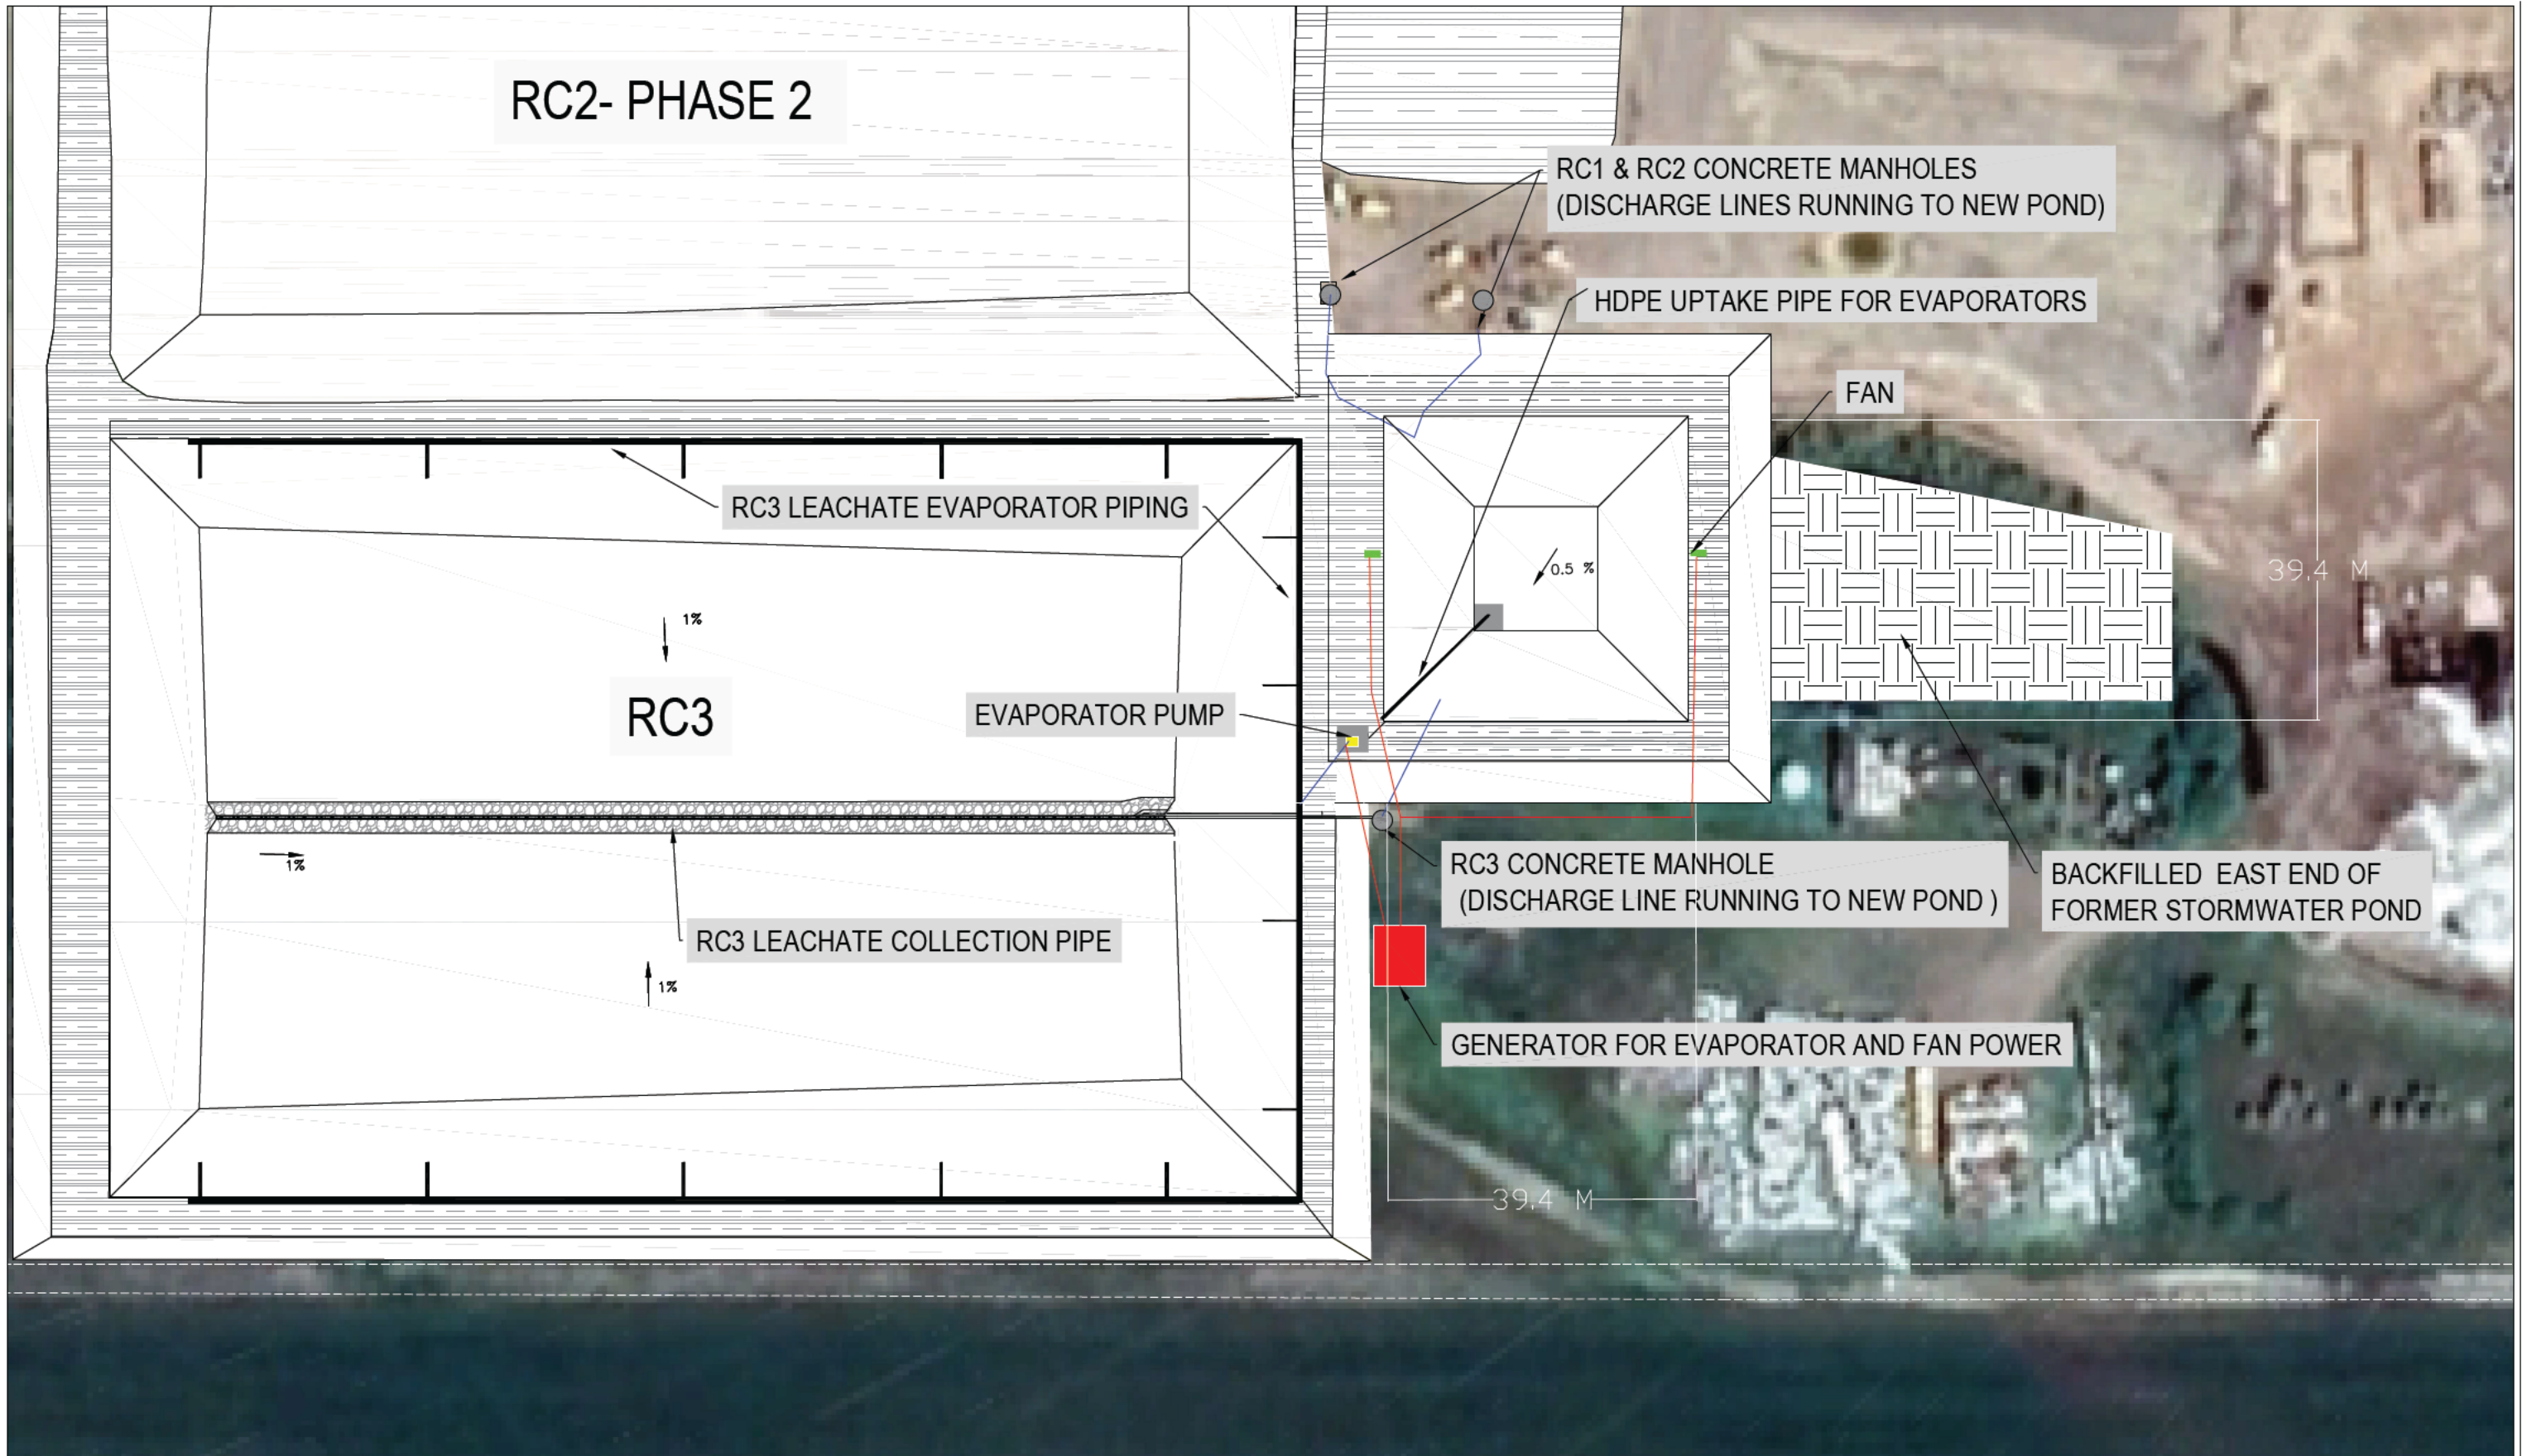 RC2- PHASE 2
RC1 & RC2 CONCRETE MANHOLES
(DISCHARGE LINES RUNNING TO NEW POND)
HDPE UPTAKE PIPE FOR EVAPORATORS
FAN
RC3 LEACHATE EVAPORATOR PIPING
0.5 %
39.4 M
1%
RC3
EVAPORATOR PUMP
1%
RC3 CONCRETE MANHOLE
(DISCHARGE LINE RUNNING TO NEW POND )
BACKFILLED EAST END OF
FORMER STORMWATER POND
RC3 LEACHATE COLLECTION PIPE
1%
GENERATOR FOR EVAPORATOR AND FAN POWER
39.4 M